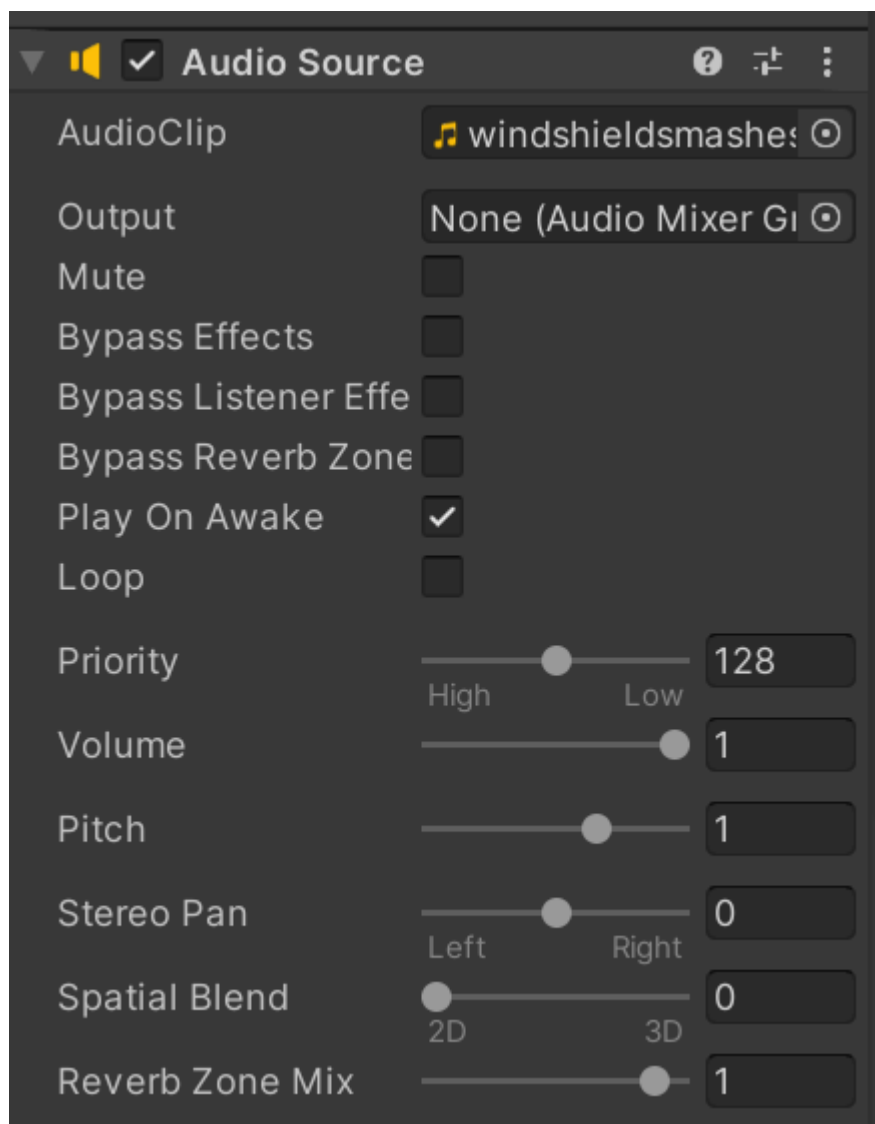 Audio Source
AudioClip windshieldsmashes
Output None (Audio Mixer Gr
Mute
Bypass Effects
Bypass Listener Effe
Bypass Reverb Zone
Play On Awake
Loop
Priority 128
High Low
Volume 1
Pitch 1
Stereo Pan 0
Left Right
Spatial Blend 0
2D 3D
Reverb Zone Mix 1